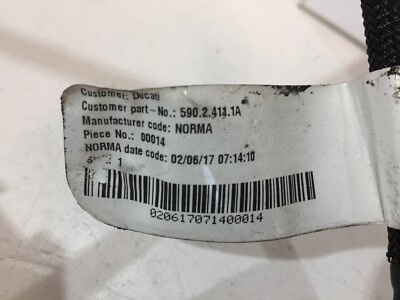 Customer: Ducati
Customer part-No.: 590.2.411.1A
Manufacturer code: NORMA
Piece No.: 00014
NORMA date code: 02/06/17 07:14:10
1
020617071400014